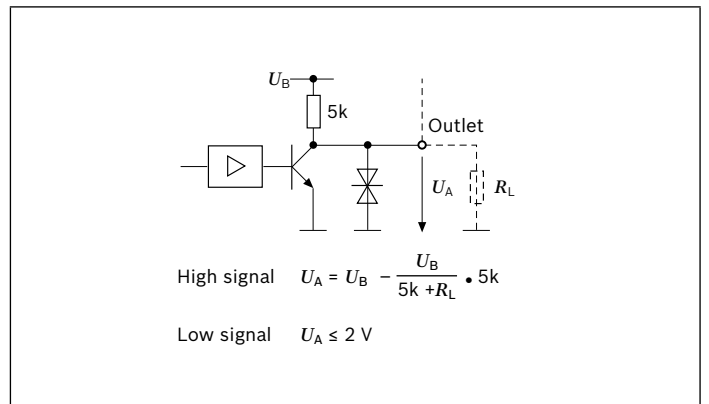 U_B
5k
Outlet
U_A R_L
High signal U_A = U_B − U_B / (5k + R_L) • 5k
Low signal U_A ≤ 2 V